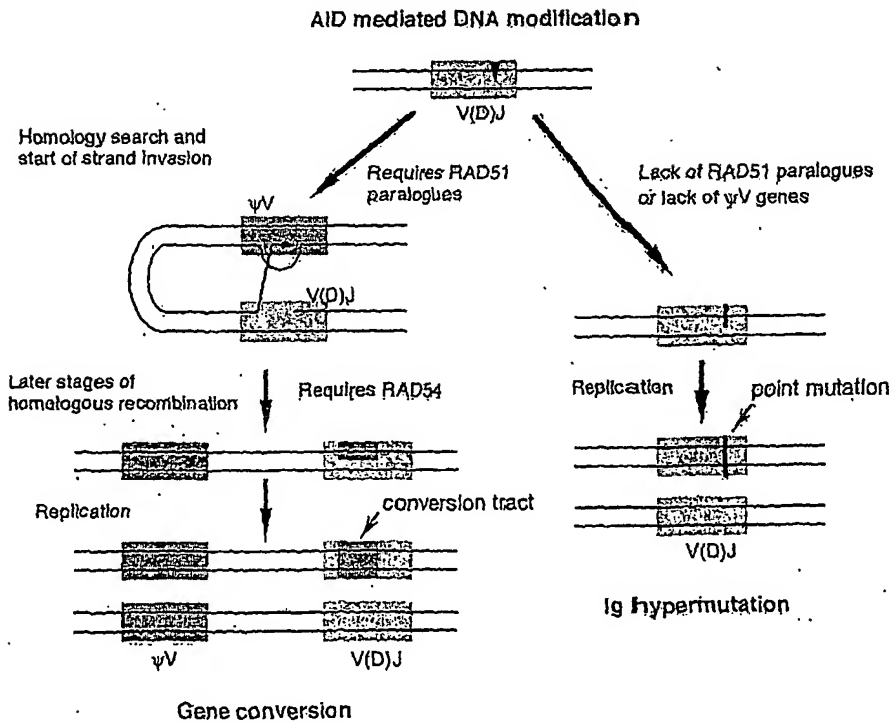 AID mediated DNA modification
V(D)J
Homology search and
start of strand invasion
Requires RAD51
paralogues
Lack of RAD51 paralogues
or lack of ψV genes
ψV
V(D)J
Later stages of
homologous recombination
Requires RAD54
Replication
point mutation
Replication
conversion tract
V(D)J
Ig hypermutation
ψV
V(D)J
Gene conversion